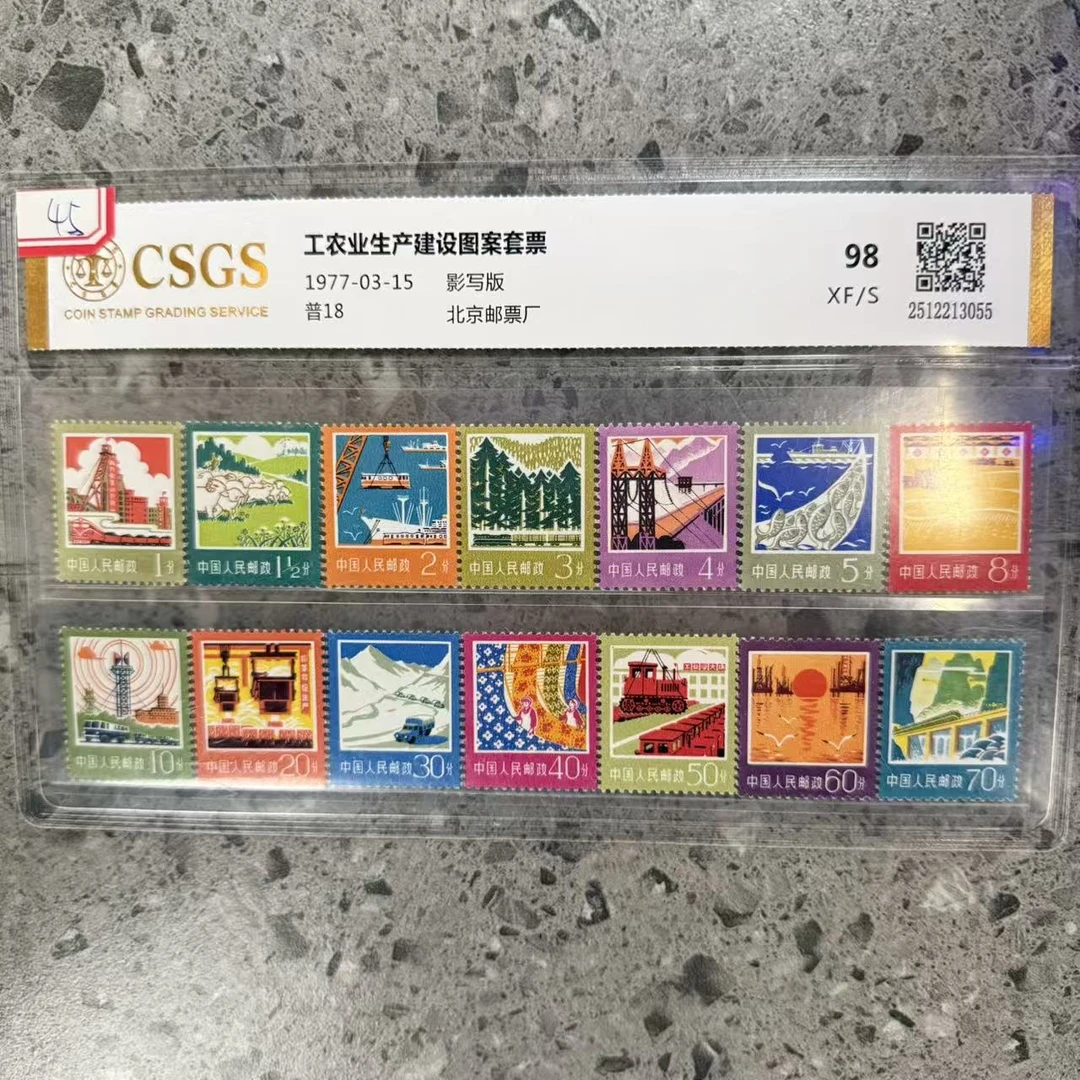 45
CSGS
COIN STAMP GRADING SERVICE
工农业生产建设图案套票
1977-03-15 影写版
普18 北京邮票厂
98
XF/S
2512213055
中国人民邮政 1分
中国人民邮政 1½分
中国人民邮政 2分
中国人民邮政 3分
中国人民邮政 4分
中国人民邮政 5分
中国人民邮政 8分
中国人民邮政 10分
中国人民邮政 20分
中国人民邮政 30分
中国人民邮政 40分
中国人民邮政 50分
中国人民邮政 60分
中国人民邮政 70分